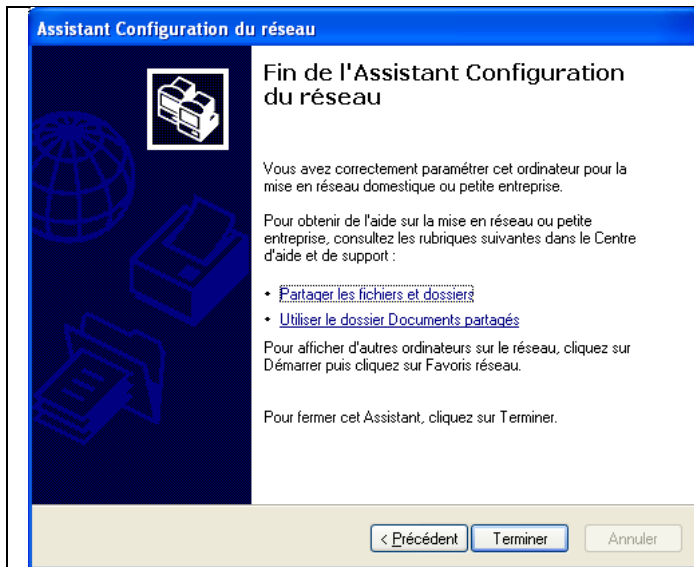 Assistant Configuration du réseau
Fin de l'Assistant Configuration
du réseau
Vous avez correctement paramétrer cet ordinateur pour la
mise en réseau domestique ou petite entreprise.
Pour obtenir de l'aide sur la mise en réseau ou petite
entreprise, consultez les rubriques suivantes dans le Centre
d'aide et de support :
• Partager les fichiers et dossiers
• Utiliser le dossier Documents partagés
Pour afficher d'autres ordinateurs sur le réseau, cliquez sur
Démarrer puis cliquez sur Favoris réseau.
Pour fermer cet Assistant, cliquez sur Terminer.
< Précédent Terminer Annuler